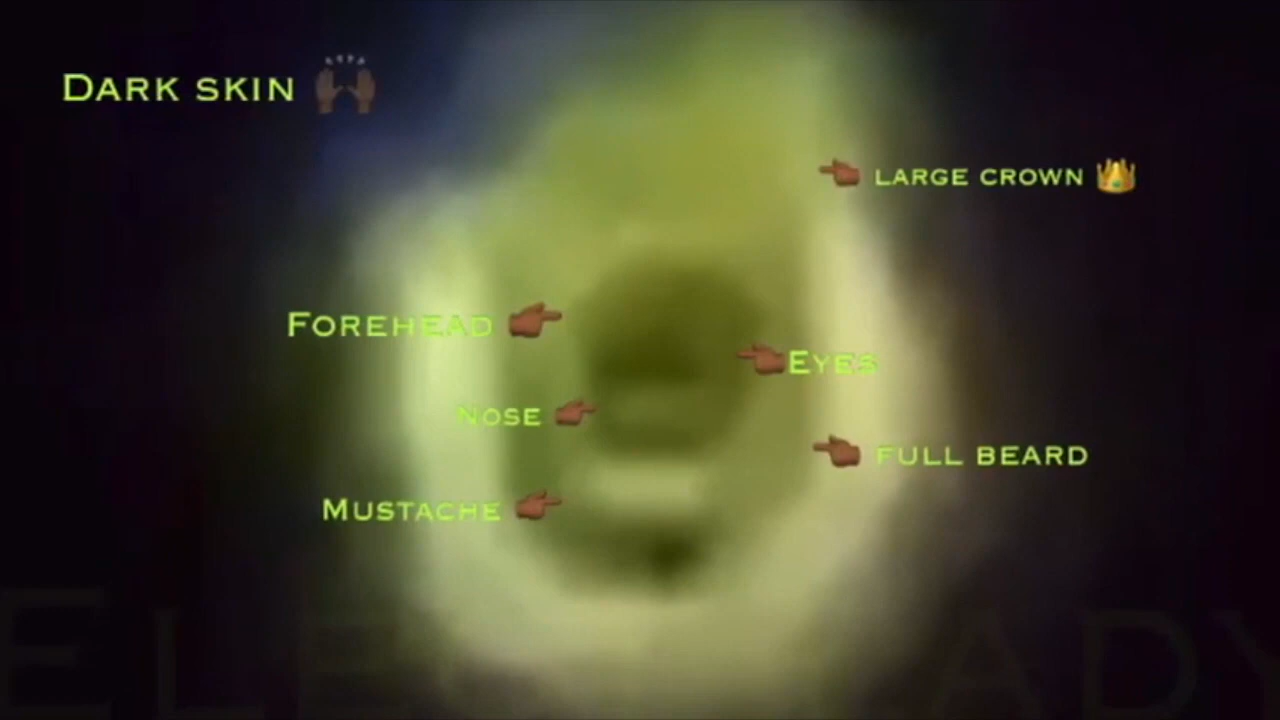 DARK SKIN 🙌🏿
👈🏾 LARGE CROWN 👑
FOREHEAD 👉🏾
👈🏾 EYES
NOSE 👉🏾
👈🏾 FULL BEARD
MUSTACHE 👉🏾